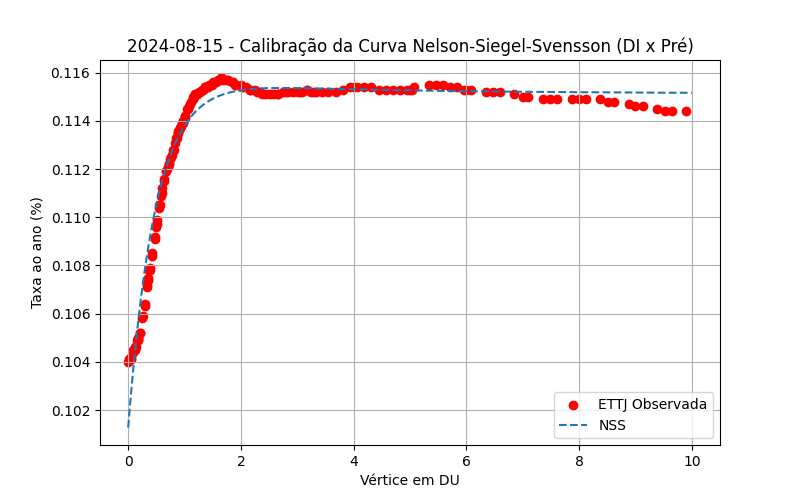 2024-08-15 - Calibração da Curva Nelson-Siegel-Svensson (DI x Pré)
Taxa ao ano (%)
0.116
0.114
0.112
0.110
0.108
0.106
0.104
0.102
ETTJ Observada
NSS
0 2 4 6 8 10
Vértice em DU